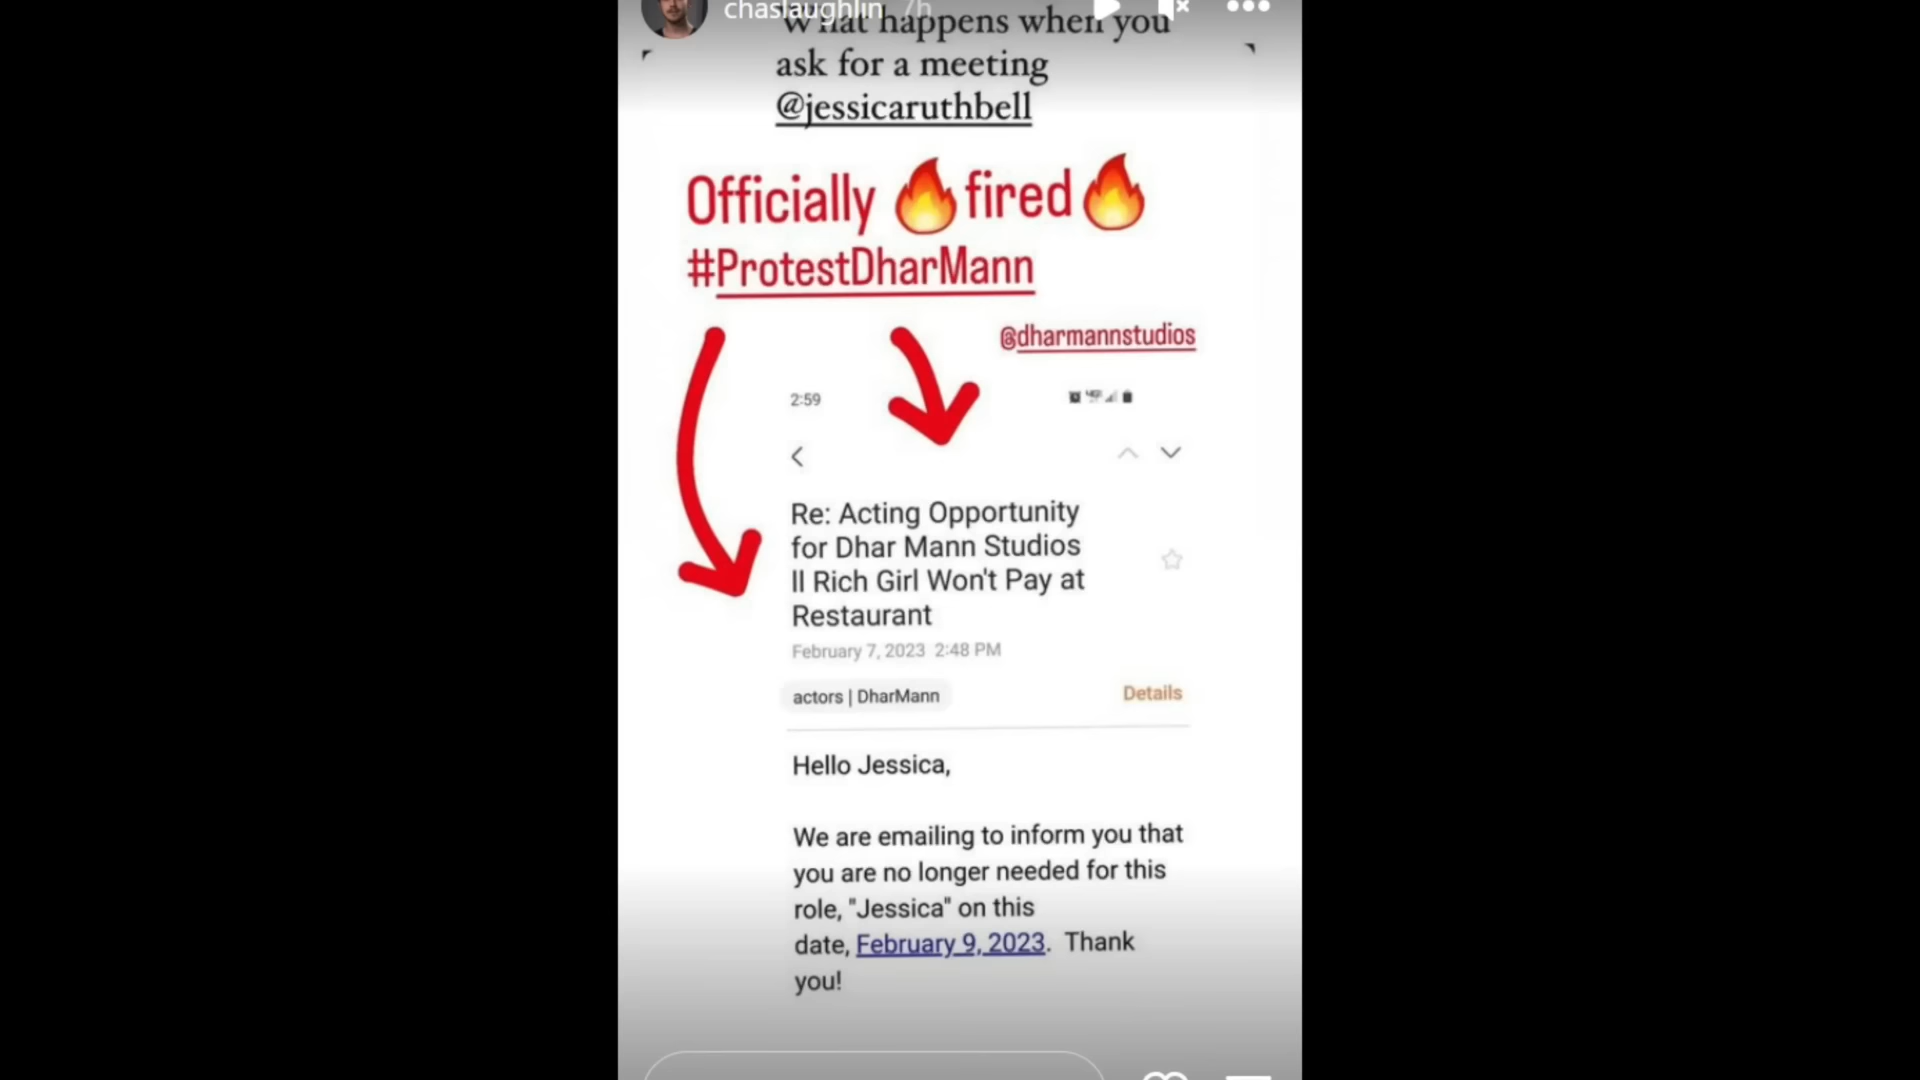 chaslaughlin 7h
What happens when you
ask for a meeting
@jessicaruthbell
Officially 🔥fired🔥
#ProtestDharMann
@dharmannstudios
2:59
Re: Acting Opportunity
for Dhar Mann Studios
ll Rich Girl Won't Pay at
Restaurant
February 7, 2023 2:48 PM
actors | DharMann
Details
Hello Jessica,
We are emailing to inform you that
you are no longer needed for this
role, "Jessica" on this
date, February 9, 2023. Thank
you!